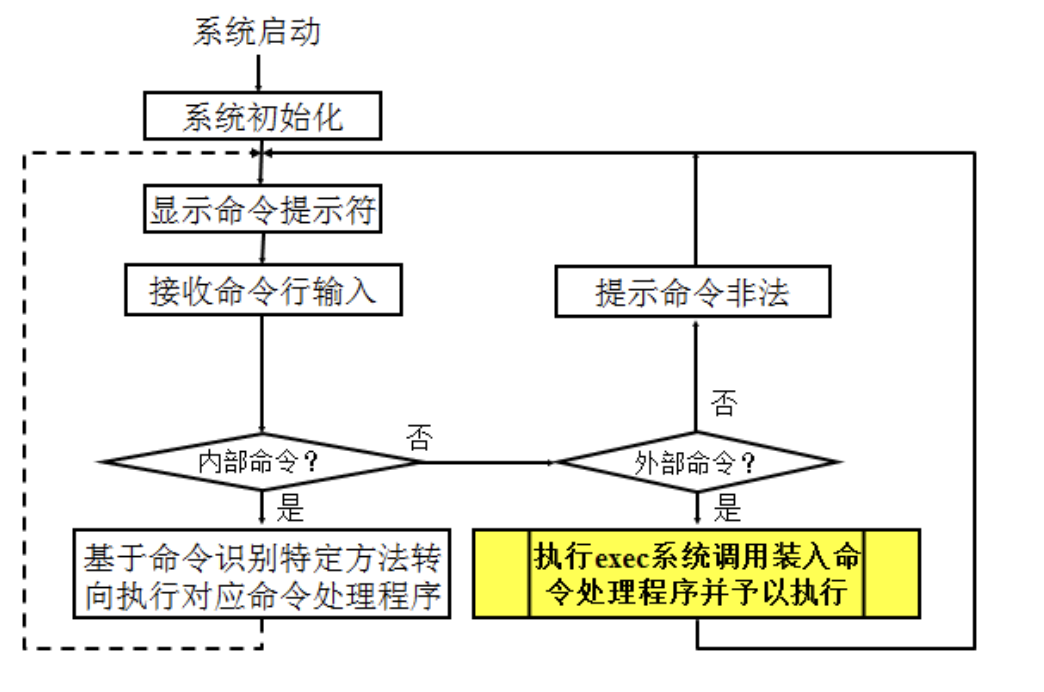 系统启动
系统初始化
显示命令提示符
接收命令行输入
提示命令非法
否
否
内部命令？
外部命令？
是
是
基于命令识别特定方法转
向执行对应命令处理程序
执行exec系统调用装入命
令处理程序并予以执行